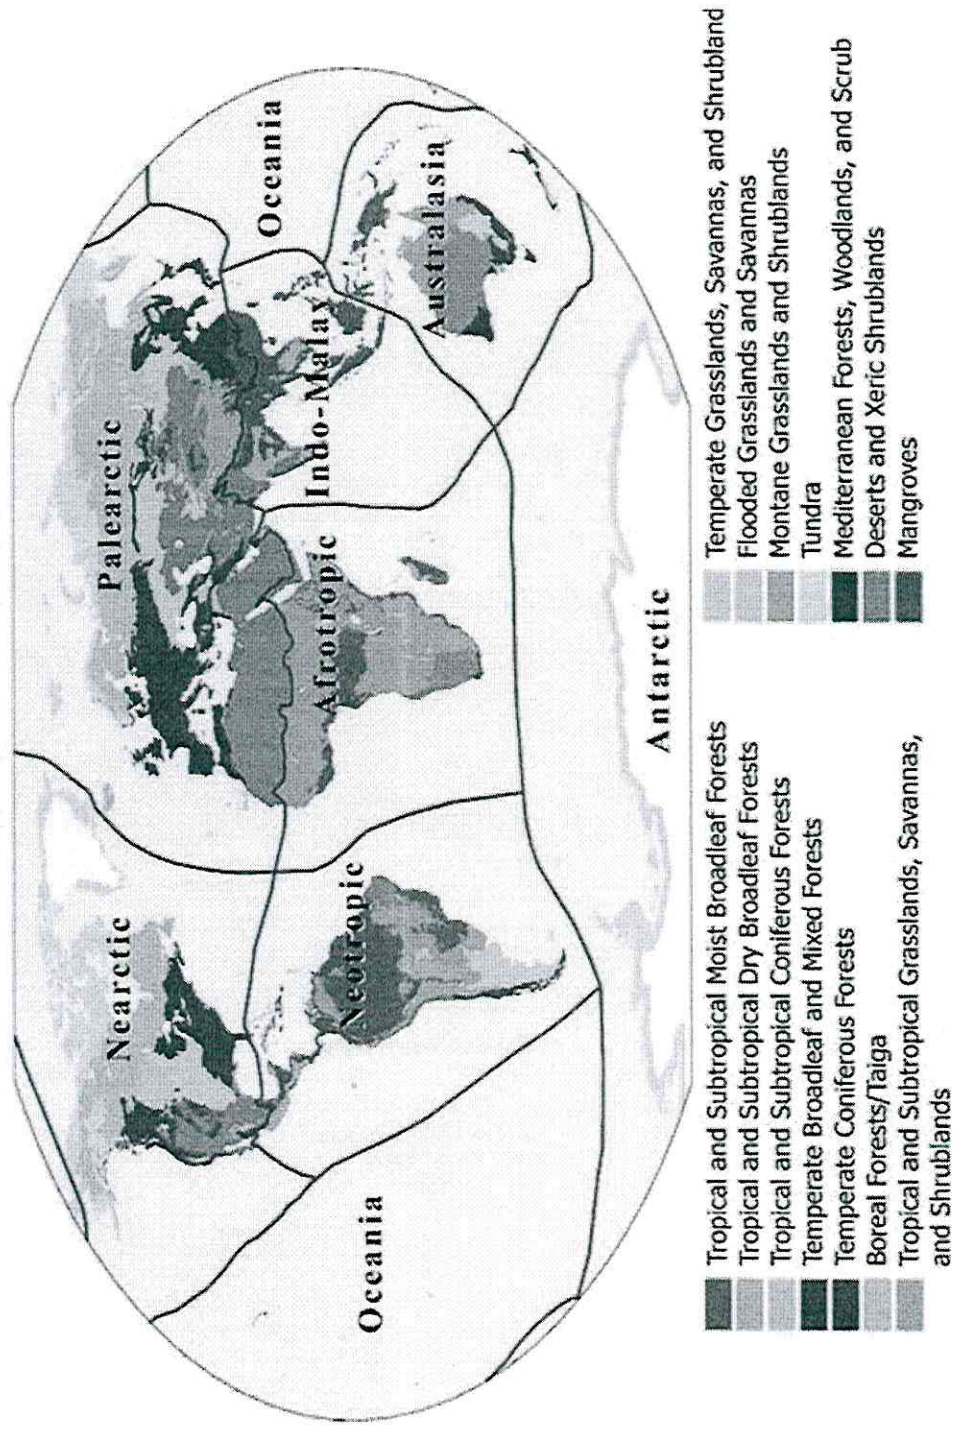 Nearctic
Palearctic
Oceania
Neotropic
Afrotropic
Indo-Malay
Australasia
Oceania
Antarctic
Tropical and Subtropical Moist Broadleaf Forests
Tropical and Subtropical Dry Broadleaf Forests
Tropical and Subtropical Coniferous Forests
Temperate Broadleaf and Mixed Forests
Temperate Coniferous Forests
Boreal Forests/Taiga
Tropical and Subtropical Grasslands, Savannas,
and Shrublands
Temperate Grasslands, Savannas, and Shrubland
Flooded Grasslands and Savannas
Montane Grasslands and Shrublands
Tundra
Mediterranean Forests, Woodlands, and Scrub
Deserts and Xeric Shrublands
Mangroves